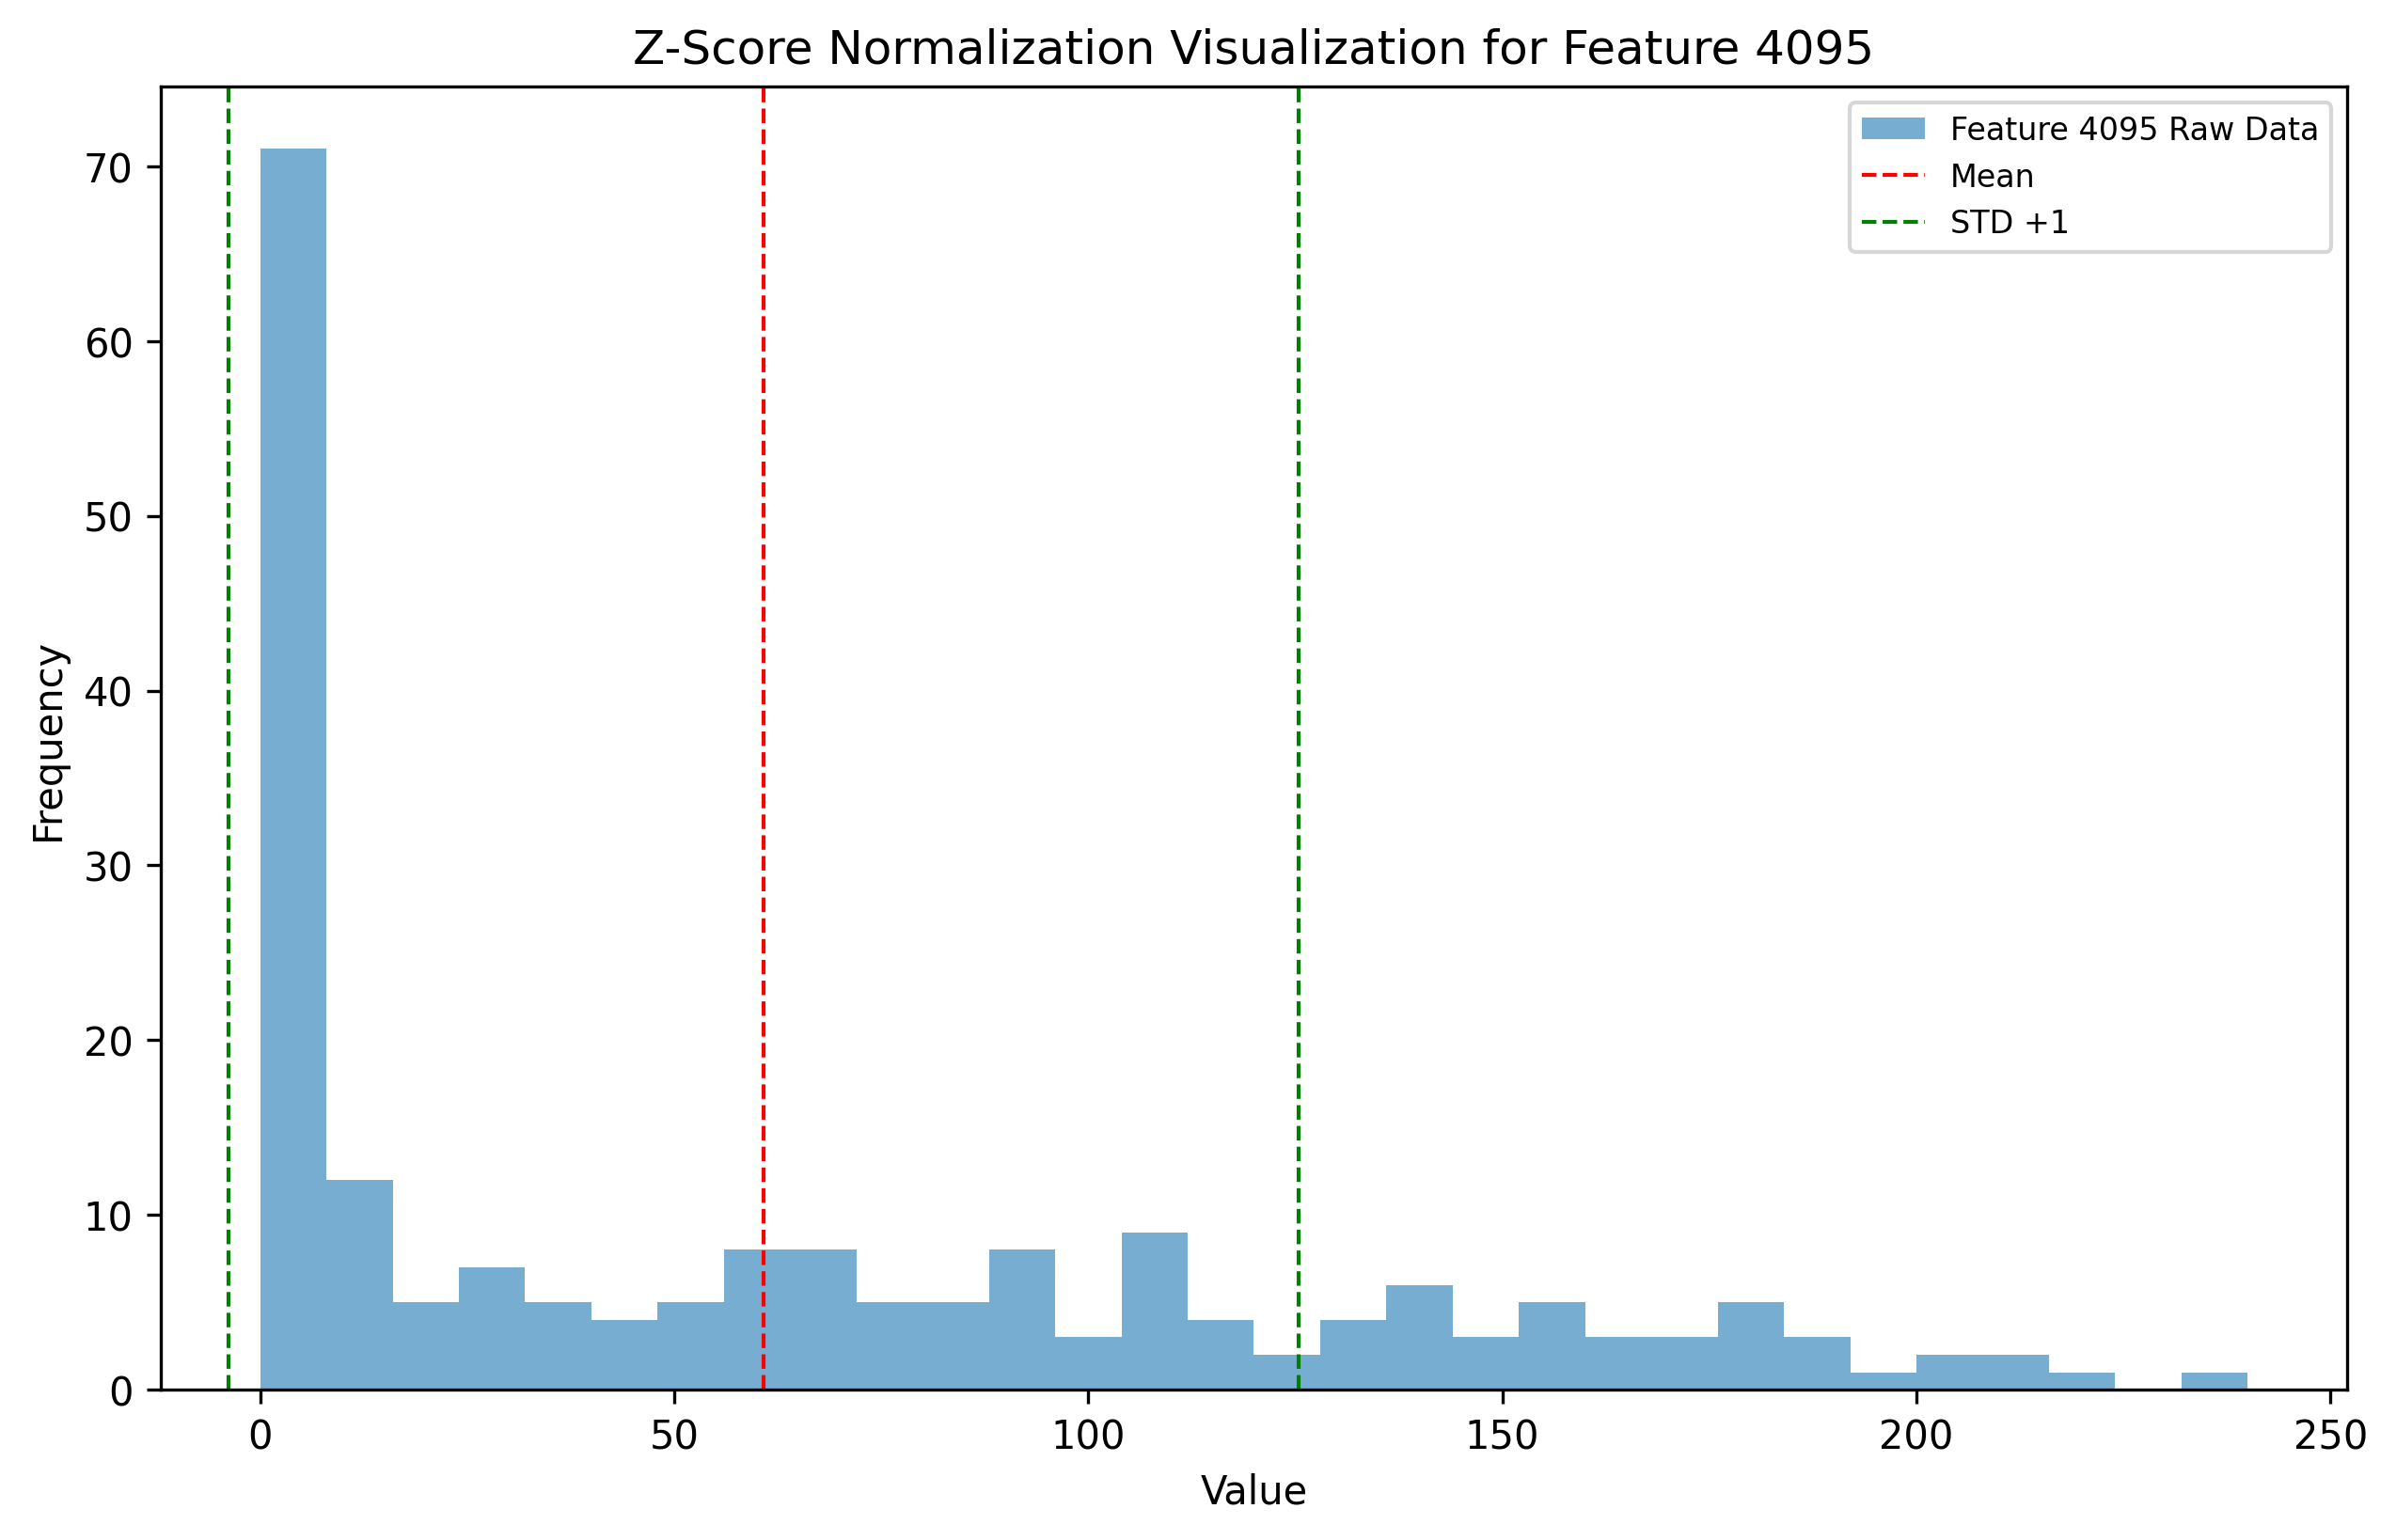 Z-Score Normalization Visualization for Feature 4095
Feature 4095 Raw Data
Mean
STD +1
Frequency
70
60
50
40
30
20
10
0
0 50 100 150 200 250
Value